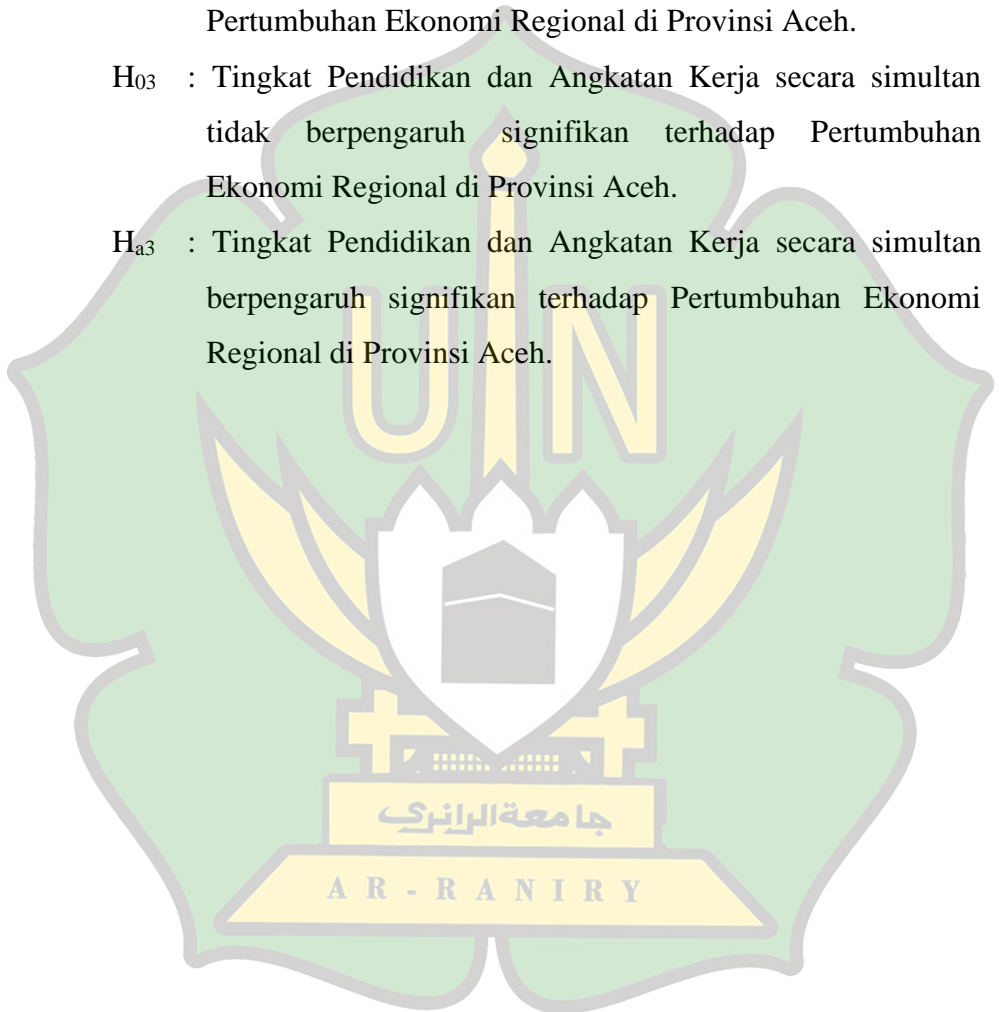 Pertumbuhan Ekonomi Regional di Provinsi Aceh.
H₀₃ : Tingkat Pendidikan dan Angkatan Kerja secara simultan
tidak berpengaruh signifikan terhadap Pertumbuhan
Ekonomi Regional di Provinsi Aceh.
Hₐ₃ : Tingkat Pendidikan dan Angkatan Kerja secara simultan
berpengaruh signifikan terhadap Pertumbuhan Ekonomi
Regional di Provinsi Aceh.
UIN
جامعة الرانري
AR-RANIRY